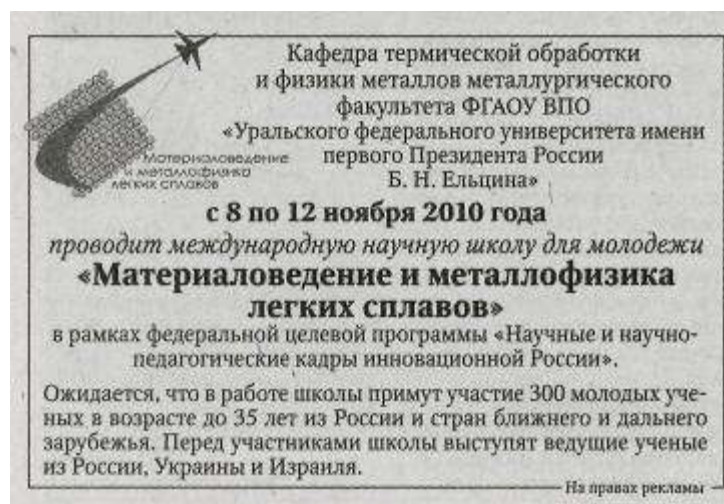 Кафедра термической обработки
и физики металлов металлургического
факультета ФГАОУ ВПО
«Уральского федерального университета имени
первого Президента России
Б. Н. Ельцина»
Материаловедение
и металлофизика
легких сплавов
с 8 по 12 ноября 2010 года
проводит международную научную школу для молодежи
«Материаловедение и металлофизика
легких сплавов»
в рамках федеральной целевой программы «Научные и научно-
педагогические кадры инновационной России».
Ожидается, что в работе школы примут участие 300 молодых уче-
ных в возрасте до 35 лет из России и стран ближнего и дальнего
зарубежья. Перед участниками школы выступят ведущие ученые
из России, Украины и Израиля.
На правах рекламы